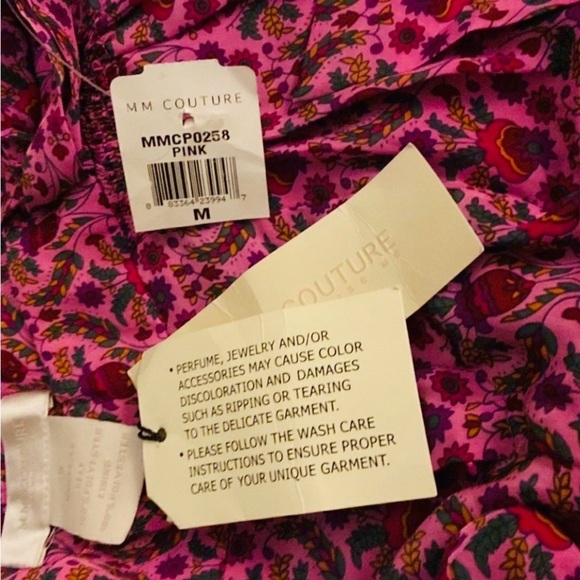 MM COUTURE
MMCP0258
PINK
8 83364 23994 7
M
COUTURE
• PERFUME, JEWELRY AND/OR
ACCESSORIES MAY CAUSE COLOR
DISCOLORATION AND DAMAGES
SUCH AS RIPPING OR TEARING
TO THE DELICATE GARMENT.
• PLEASE FOLLOW THE WASH CARE
INSTRUCTIONS TO ENSURE PROPER
CARE OF YOUR UNIQUE GARMENT.